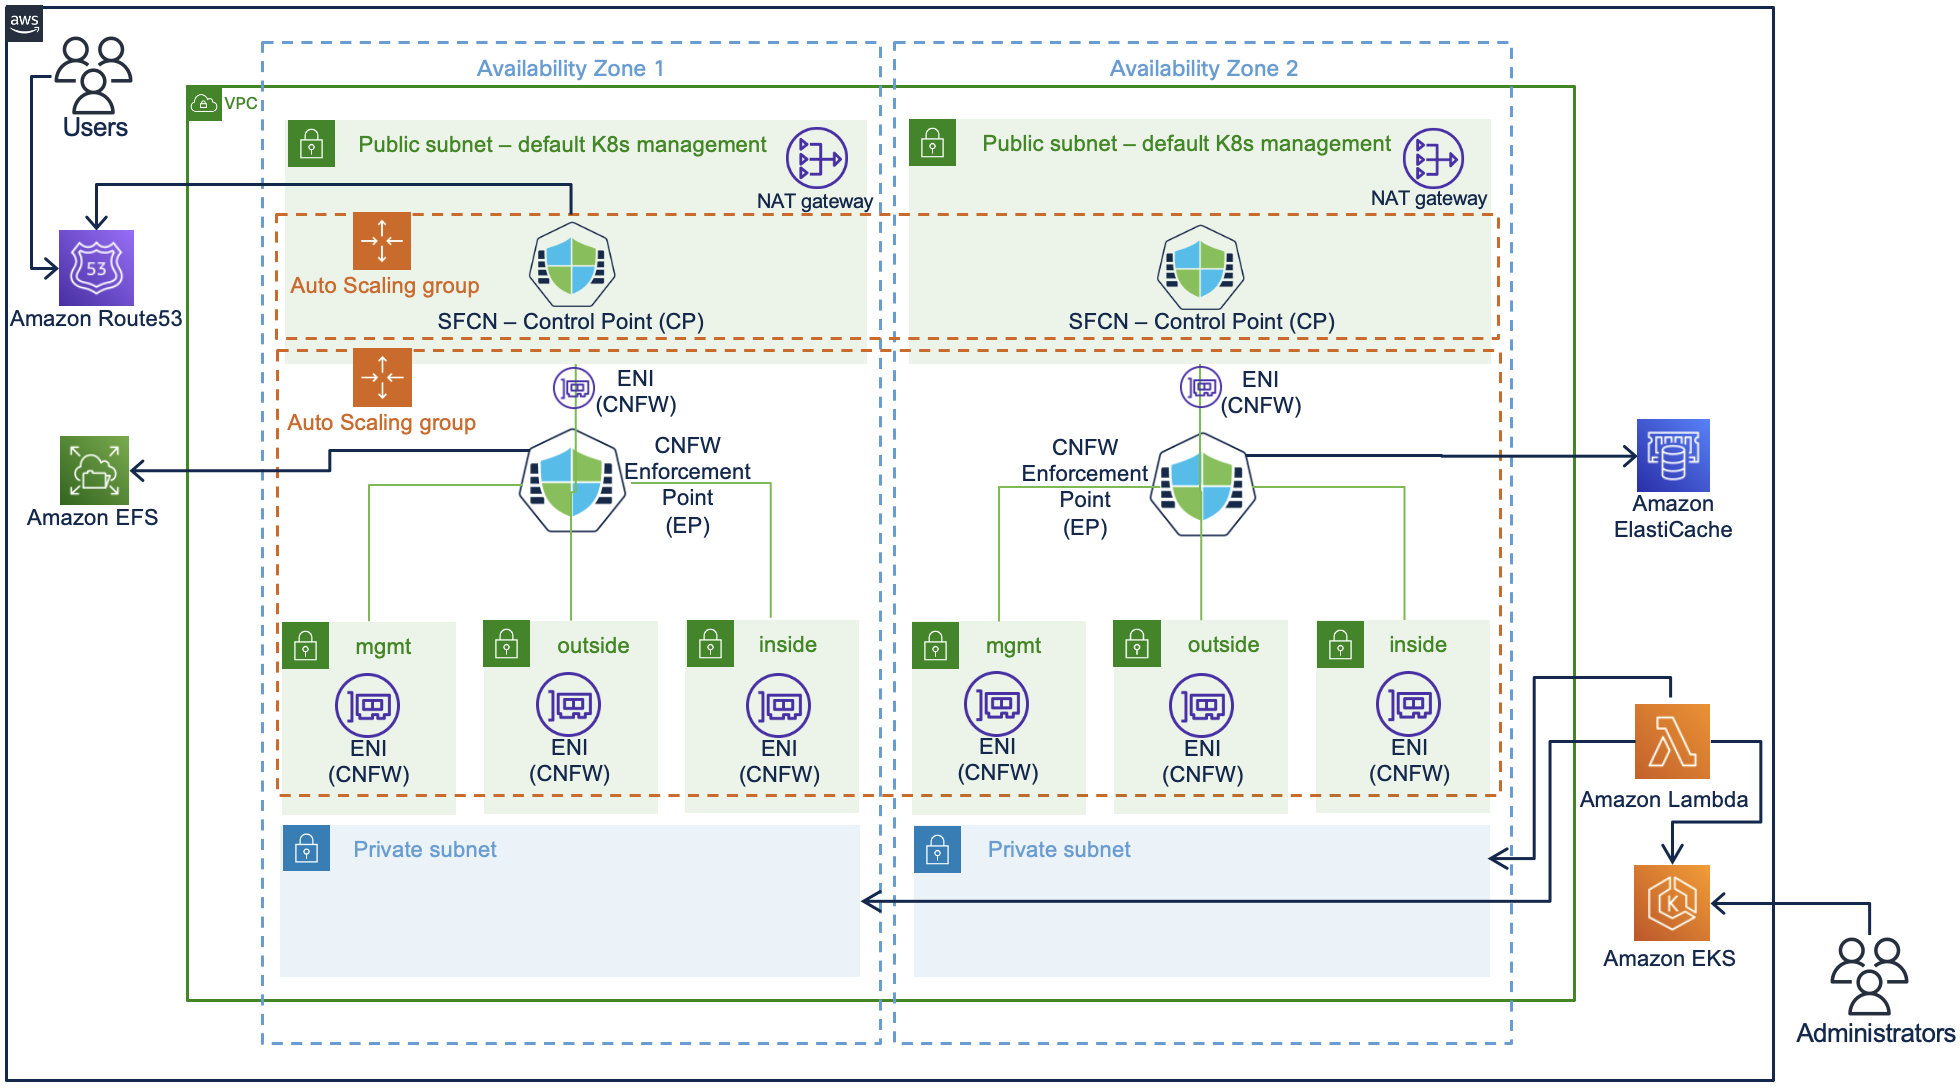 aws
Users
Availability Zone 1
Availability Zone 2
VPC
Public subnet – default K8s management
NAT gateway
Public subnet – default K8s management
NAT gateway
53
Amazon Route53
Auto Scaling group
SFCN – Control Point (CP)
SFCN – Control Point (CP)
Auto Scaling group
ENI
(CNFW)
ENI
(CNFW)
Amazon EFS
CNFW
Enforcement
Point
(EP)
CNFW
Enforcement
Point
(EP)
Amazon
ElastiCache
mgmt
outside
inside
mgmt
outside
inside
ENI
(CNFW)
ENI
(CNFW)
ENI
(CNFW)
ENI
(CNFW)
ENI
(CNFW)
ENI
(CNFW)
Amazon Lambda
Private subnet
Private subnet
K
Amazon EKS
Administrators